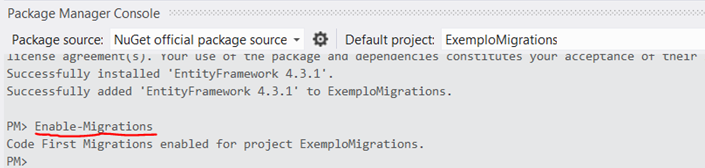 Package Manager Console
Package source: NuGet official package source Default project: ExemploMigrations
license agreement(s). Your use of the package and dependencies constitutes your acceptance of their
Successfully installed 'EntityFramework 4.3.1'.
Successfully added 'EntityFramework 4.3.1' to ExemploMigrations.
PM> Enable-Migrations
Code First Migrations enabled for project ExemploMigrations.
PM>